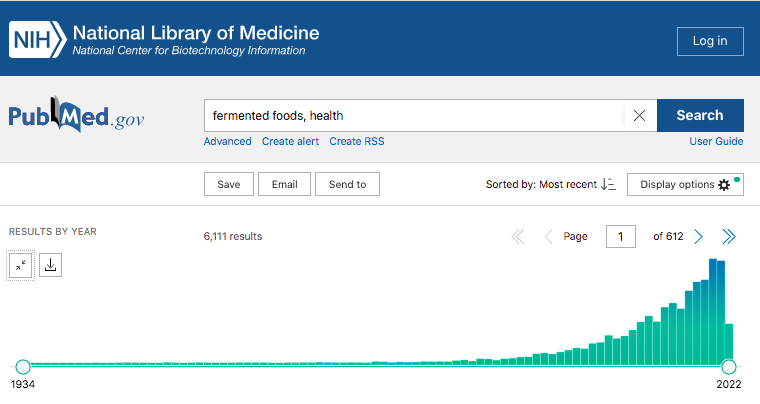 NIH National Library of Medicine
National Center for Biotechnology Information
Log in
PubMed.gov
fermented foods, health
Search
Advanced Create alert Create RSS User Guide
Save Email Send to Sorted by: Most recent Display options
RESULTS BY YEAR 6,111 results Page 1 of 612
1934 2022